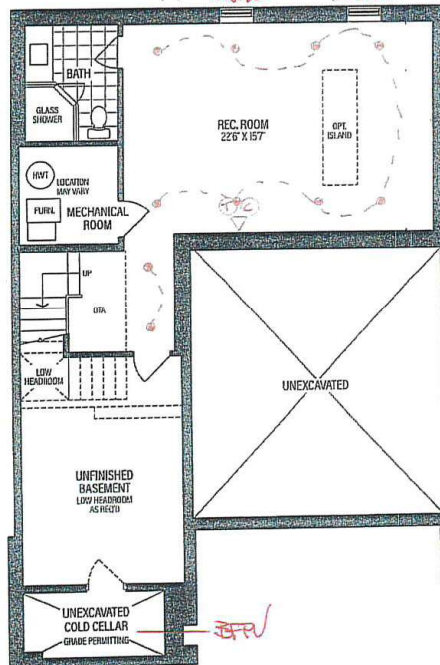 BATH
GLASS
SHOWER
REC. ROOM
22'6" X 15'7"
OPT.
ISLAND
HWT
LOCATION
MAY VARY
FURN.
MECHANICAL
ROOM
UP
OTA
LOW
HEADROOM
UNEXCAVATED
UNFINISHED
BASEMENT
LOW HEADROOM
AS REQ'D
UNEXCAVATED
COLD CELLAR
GRADE PERMITTING